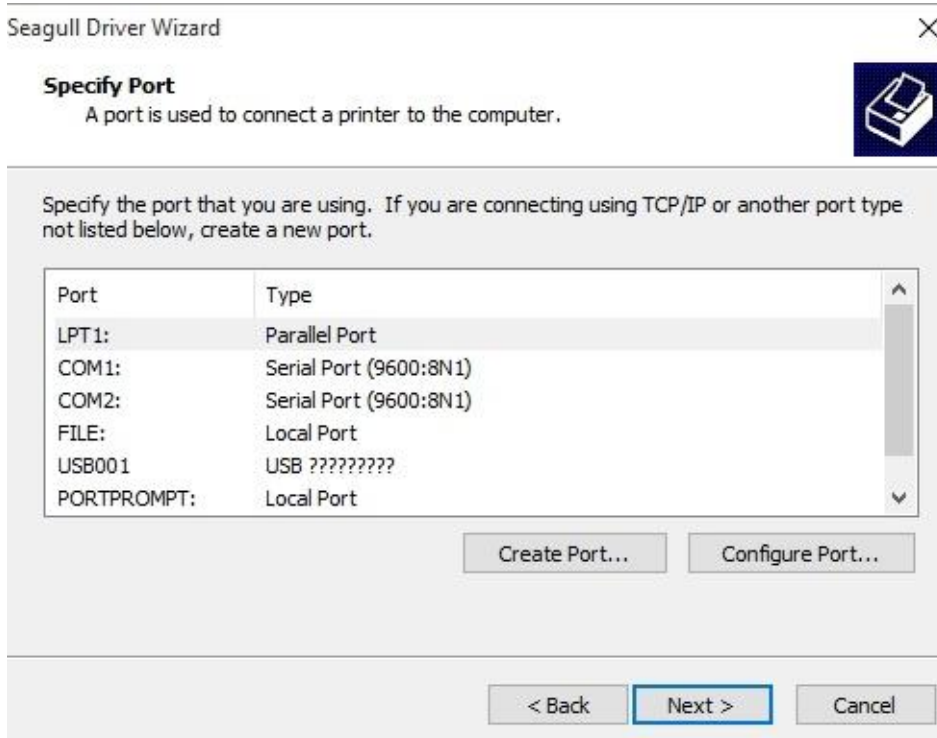 Seagull Driver Wizard
Specify Port
A port is used to connect a printer to the computer.
Specify the port that you are using.  If you are connecting using TCP/IP or another port type
not listed below, create a new port.
Port Type
LPT1: Parallel Port
COM1: Serial Port (9600:8N1)
COM2: Serial Port (9600:8N1)
FILE: Local Port
USB001 USB ?????????
PORTPROMPT: Local Port
Create Port... Configure Port...
< Back Next > Cancel